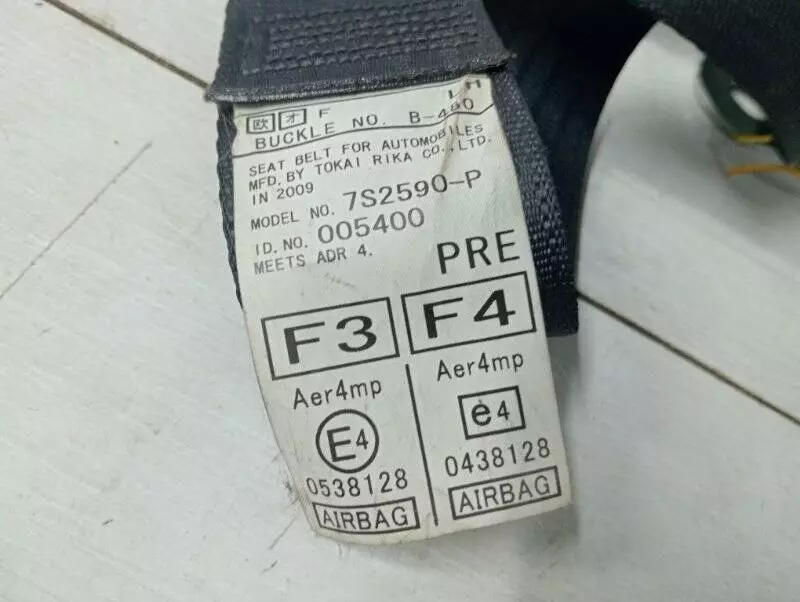 欧 オ F LH
BUCKLE NO. B-480
SEAT BELT FOR AUTOMOBILES
MFD. BY TOKAI RIKA CO., LTD.
IN 2009
MODEL NO. 7S2590-P
ID. NO. 005400
MEETS ADR 4.
PRE
F3 F4
Aer4mp Aer4mp
E4 e4
0538128 0438128
AIRBAG AIRBAG